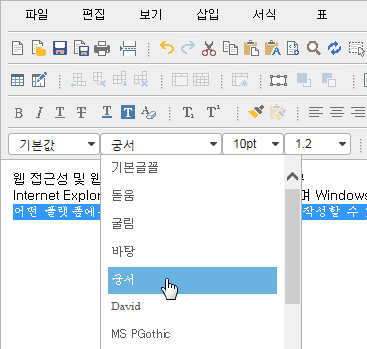 파일 편집 보기 삽입 서식 표
B I U T T T A T¹ T₁
기본값 궁서 10pt 1.2
웹 접근성 및 웹
Internet Explor 며 Windows
어떤 플랫폼에 작성할 수
기본글꼴
돋움
굴림
바탕
궁서
David
MS PGothic